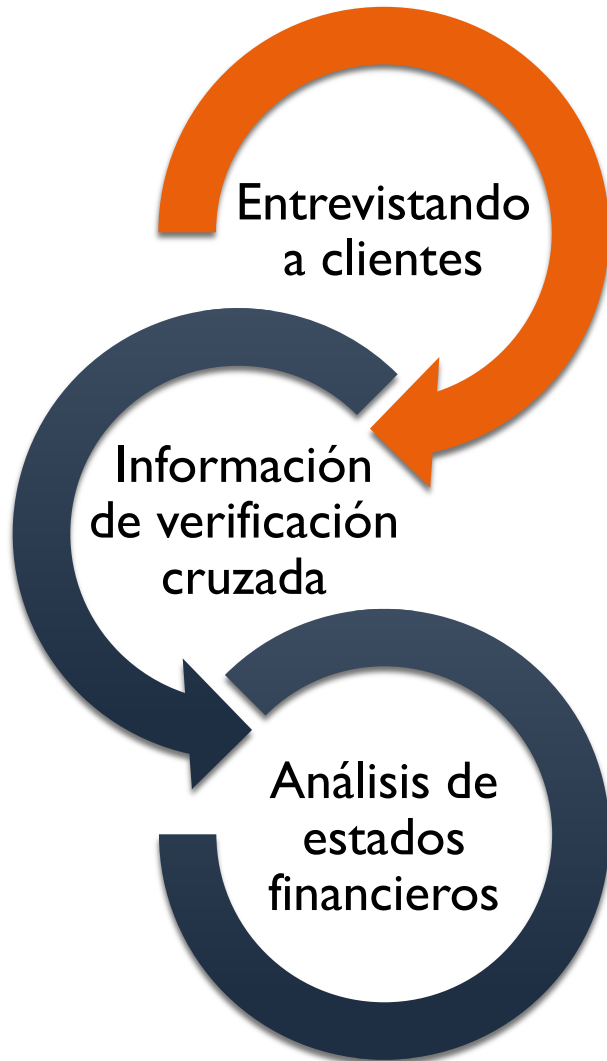 Entrevistando
a clientes
Información
de verificación
cruzada
Análisis de
estados
financieros